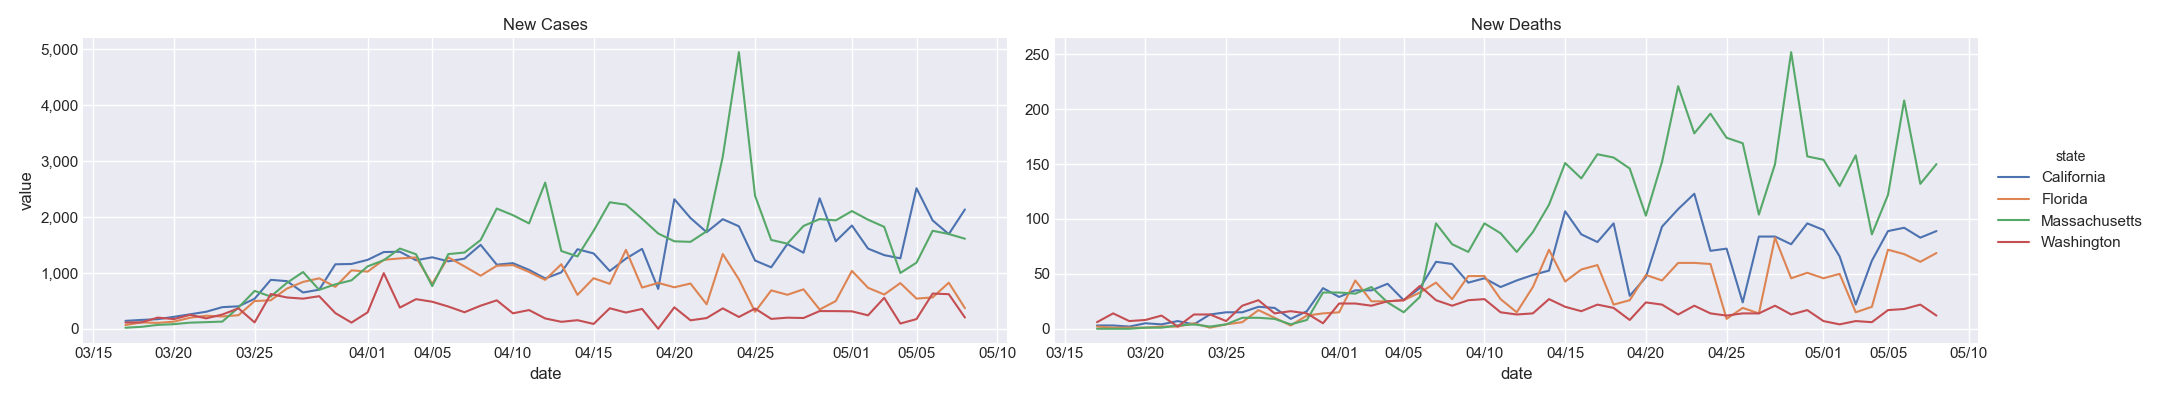 New Cases
value
5,000
4,000
3,000
2,000
1,000
0
03/15 03/20 03/25 04/01 04/05 04/10 04/15 04/20 04/25 05/01 05/05 05/10
date
New Deaths
250
200
150
100
50
0
03/15 03/20 03/25 04/01 04/05 04/10 04/15 04/20 04/25 05/01 05/05 05/10
date
state
California
Florida
Massachusetts
Washington